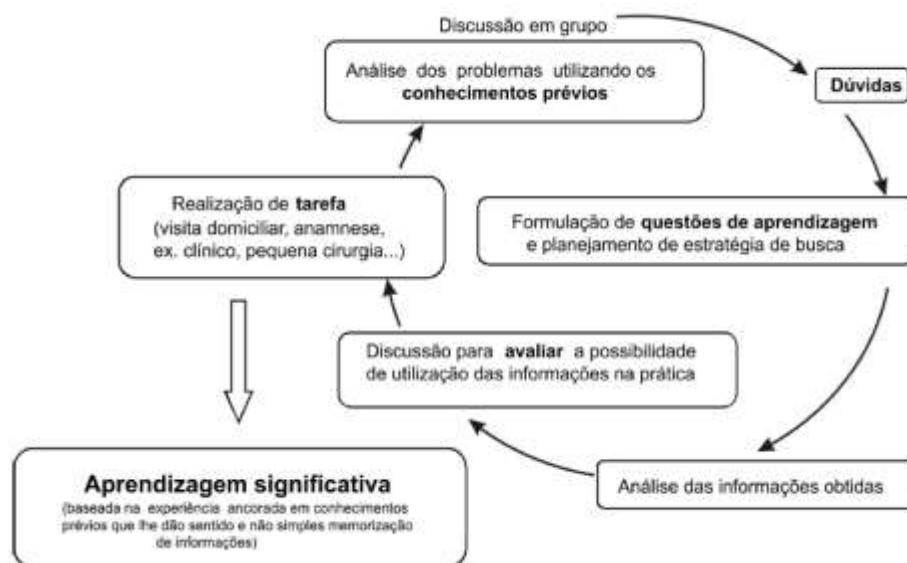 Discussão em grupo
Análise dos problemas utilizando os
conhecimentos prévios
Dúvidas
Realização de tarefa
(visita domiciliar, anamnese,
ex. clínico, pequena cirurgia...)
Formulação de questões de aprendizagem
e planejamento de estratégia de busca
Discussão para avaliar a possibilidade
de utilização das informações na prática
Análise das informações obtidas
Aprendizagem significativa
(baseada na experiência ancorada em conhecimentos
prévios que lhe dão sentido e não simples memorização
de informações)